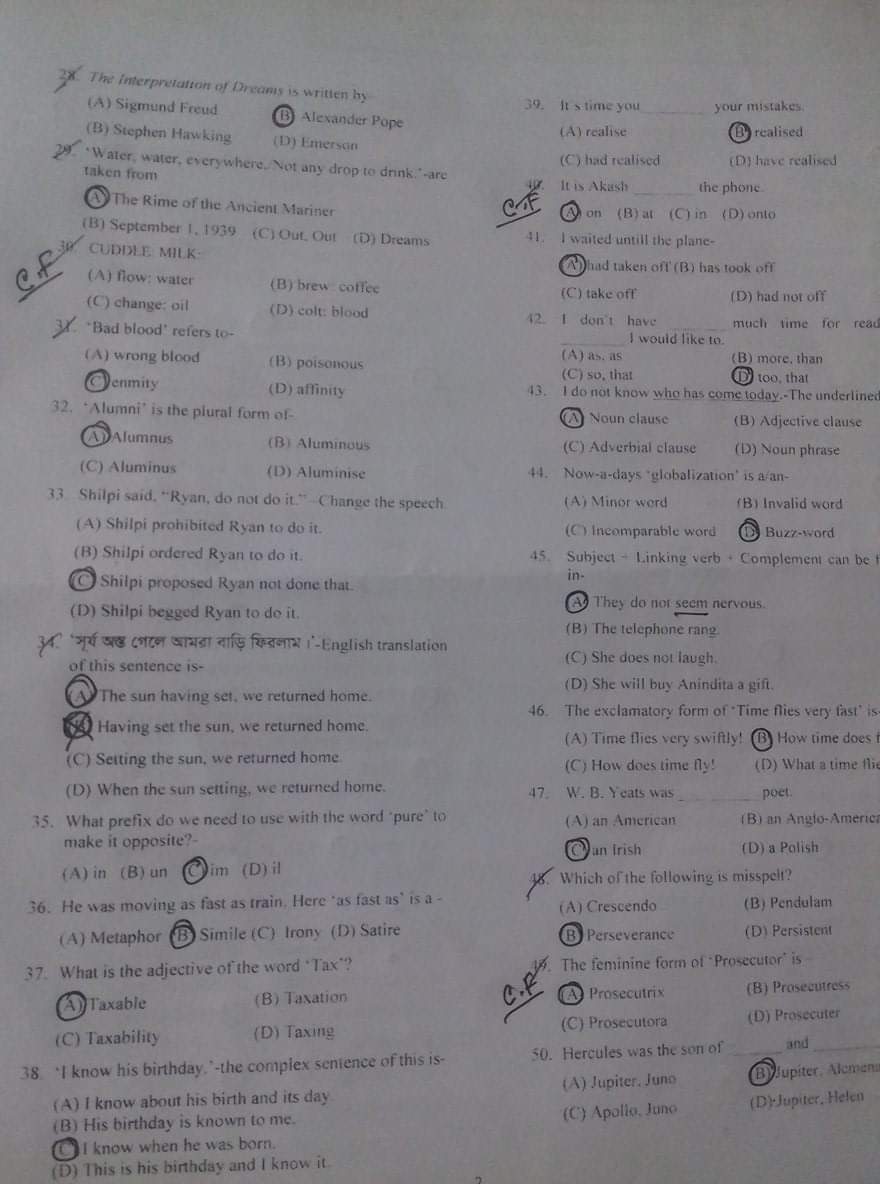 28. The Interpretation of Dreams is written by
(A) Sigmund Freud (B) Alexander Pope
(B) Stephen Hawking (D) Emerson
29. 'Water, water, everywhere,/Not any drop to drink.'-are
taken from
(A) The Rime of the Ancient Mariner
(B) September 1, 1939 (C) Out, Out (D) Dreams
C.F
30. CUDDLE: MILK:-
(A) flow: water (B) brew: coffee
(C) change: oil (D) colt: blood
31. 'Bad blood' refers to-
(A) wrong blood (B) poisonous
(C) enmity (D) affinity
32. 'Alumni' is the plural form of-
(A) Alumnus (B) Aluminous
(C) Aluminus (D) Aluminise
33. Shilpi said, "Ryan, do not do it." –Change the speech
(A) Shilpi prohibited Ryan to do it.
(B) Shilpi ordered Ryan to do it.
(C) Shilpi proposed Ryan not done that.
(D) Shilpi begged Ryan to do it.
34. 'সূর্য অস্ত গেলে আমরা বাড়ি ফিরলাম।'-English translation
of this sentence is-
(A) The sun having set, we returned home.
Having set the sun, we returned home.
(C) Setting the sun, we returned home.
(D) When the sun setting, we returned home.
35. What prefix do we need to use with the word 'pure' to
make it opposite?-
(A) in (B) un (C) im (D) il
36. He was moving as fast as train. Here 'as fast as' is a -
(A) Metaphor (B) Simile (C) Irony (D) Satire
37. What is the adjective of the word 'Tax'?
(A) Taxable (B) Taxation
(C) Taxability (D) Taxing
38. 'I know his birthday.'-the complex sentence of this is-
(A) I know about his birth and its day
(B) His birthday is known to me.
(C) I know when he was born.
(D) This is his birthday and I know it.
39. It's time you ______ your mistakes.
(A) realise (B) realised
(C) had realised (D) have realised
40. It is Akash ______ the phone.
C.F
(A) on (B) at (C) in (D) onto
41. I waited untill the plane-
(A) had taken off (B) has took off
(C) take off (D) had not off
42. I don't have ______ much time for read
______ I would like to.
(A) as, as (B) more, than
(C) so, that (D) too, that
43. I do not know who has come today.-The underlined
(A) Noun clause (B) Adjective clause
(C) Adverbial clause (D) Noun phrase
44. Now-a-days 'globalization' is a/an-
(A) Minor word (B) Invalid word
(C) Incomparable word (D) Buzz-word
45. Subject + Linking verb + Complement can be f
in-
(A) They do not seem nervous.
(B) The telephone rang.
(C) She does not laugh.
(D) She will buy Anindita a gift.
46. The exclamatory form of 'Time flies very fast' is
(A) Time flies very swiftly! (B) How time does f
(C) How does time fly! (D) What a time flie
47. W. B. Yeats was ______ poet.
(A) an American (B) an Anglo-America
(C) an Irish (D) a Polish
48. Which of the following is misspelt?
(A) Crescendo (B) Pendulam
(B) Perseverance (D) Persistent
49. The feminine form of 'Prosecutor' is –
C.F
(A) Prosecutrix (B) Prosecutress
(C) Prosecutora (D) Prosecuter
50. Hercules was the son of ______ and ______
(A) Jupiter, Juno (B) Jupiter, Alcmena
(C) Apollo, Juno (D) Jupiter, Helen
2